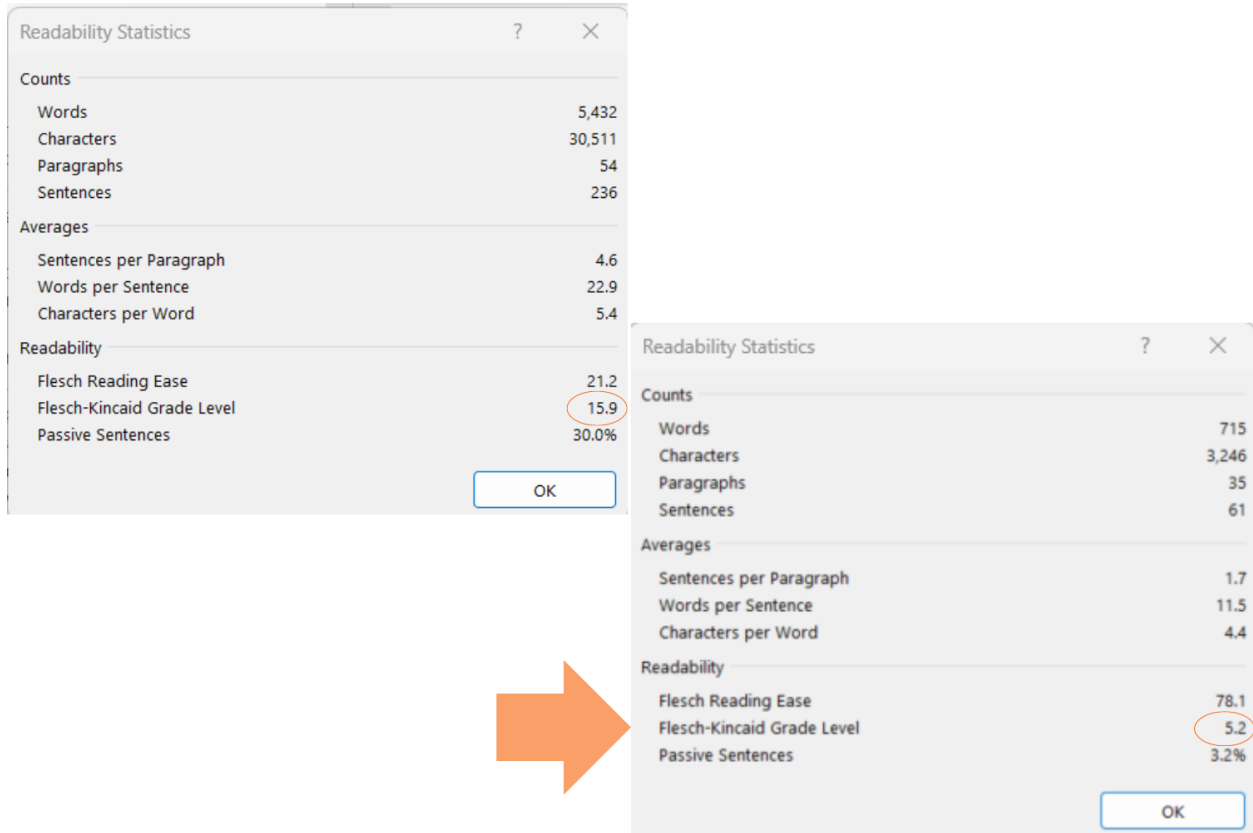 Readability Statistics ? ×
Counts
Words 5,432
Characters 30,511
Paragraphs 54
Sentences 236
Averages
Sentences per Paragraph 4.6
Words per Sentence 22.9
Characters per Word 5.4
Readability
Flesch Reading Ease 21.2
Flesch-Kincaid Grade Level 15.9
Passive Sentences 30.0%
OK
Readability Statistics ? ×
Counts
Words 715
Characters 3,246
Paragraphs 35
Sentences 61
Averages
Sentences per Paragraph 1.7
Words per Sentence 11.5
Characters per Word 4.4
Readability
Flesch Reading Ease 78.1
Flesch-Kincaid Grade Level 5.2
Passive Sentences 3.2%
OK